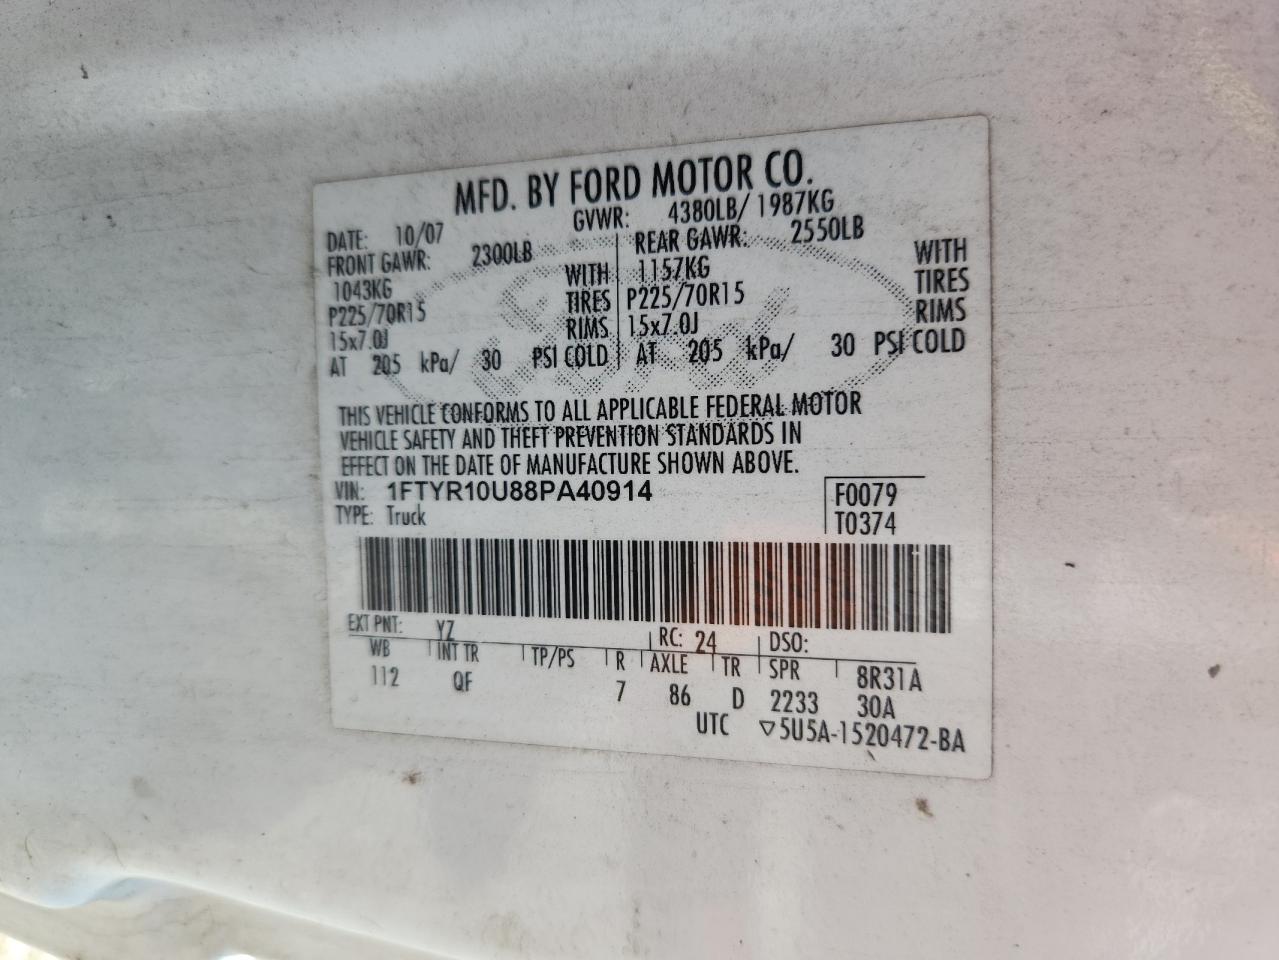 MFD. BY FORD MOTOR CO.
DATE: 10/07 GVWR: 4380LB/ 1987KG
FRONT GAWR: 2300LB REAR GAWR: 2550LB
1043KG WITH 1157KG WITH
P225/70R15 TIRES P225/70R15 TIRES
15x7.0J RIMS 15x7.0J RIMS
AT 205 kPa/ 30 PSI COLD AT 205 kPa/ 30 PSI COLD
THIS VEHICLE CONFORMS TO ALL APPLICABLE FEDERAL MOTOR
VEHICLE SAFETY AND THEFT PREVENTION STANDARDS IN
EFFECT ON THE DATE OF MANUFACTURE SHOWN ABOVE.
VIN: 1FTYR10U88PA40914 F0079
TYPE: Truck T0374
EXT PNT: YZ RC: 24 DSO:
WB INT TR TP/PS R AXLE TR SPR 8R31A
112 QF 7 86 D 2233 30A
UTC ▽5U5A-1520472-BA